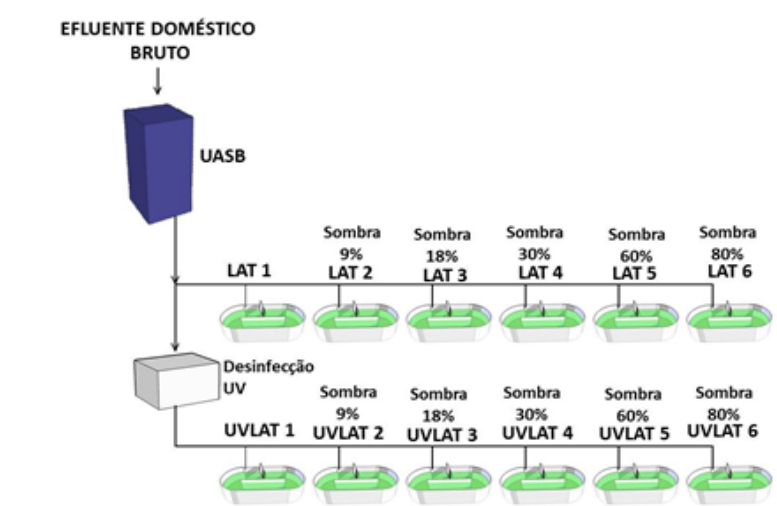 EFLUENTE DOMÉSTICO
BRUTO
UASB
Sombra
9%
LAT 2
Sombra
18%
LAT 3
Sombra
30%
LAT 4
Sombra
60%
LAT 5
Sombra
80%
LAT 6
LAT 1
Desinfecção
UV
UVLAT 1
Sombra
9%
UVLAT 2
Sombra
18%
UVLAT 3
Sombra
30%
UVLAT 4
Sombra
60%
UVLAT 5
Sombra
80%
UVLAT 6